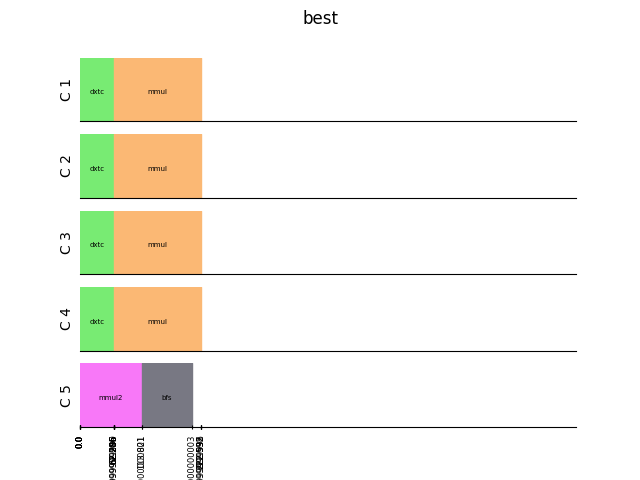 best
C 1
dxtc
mmul
C 2
dxtc
mmul
C 3
dxtc
mmul
C 4
dxtc
mmul
C 5
mmul2
bfs
0.0